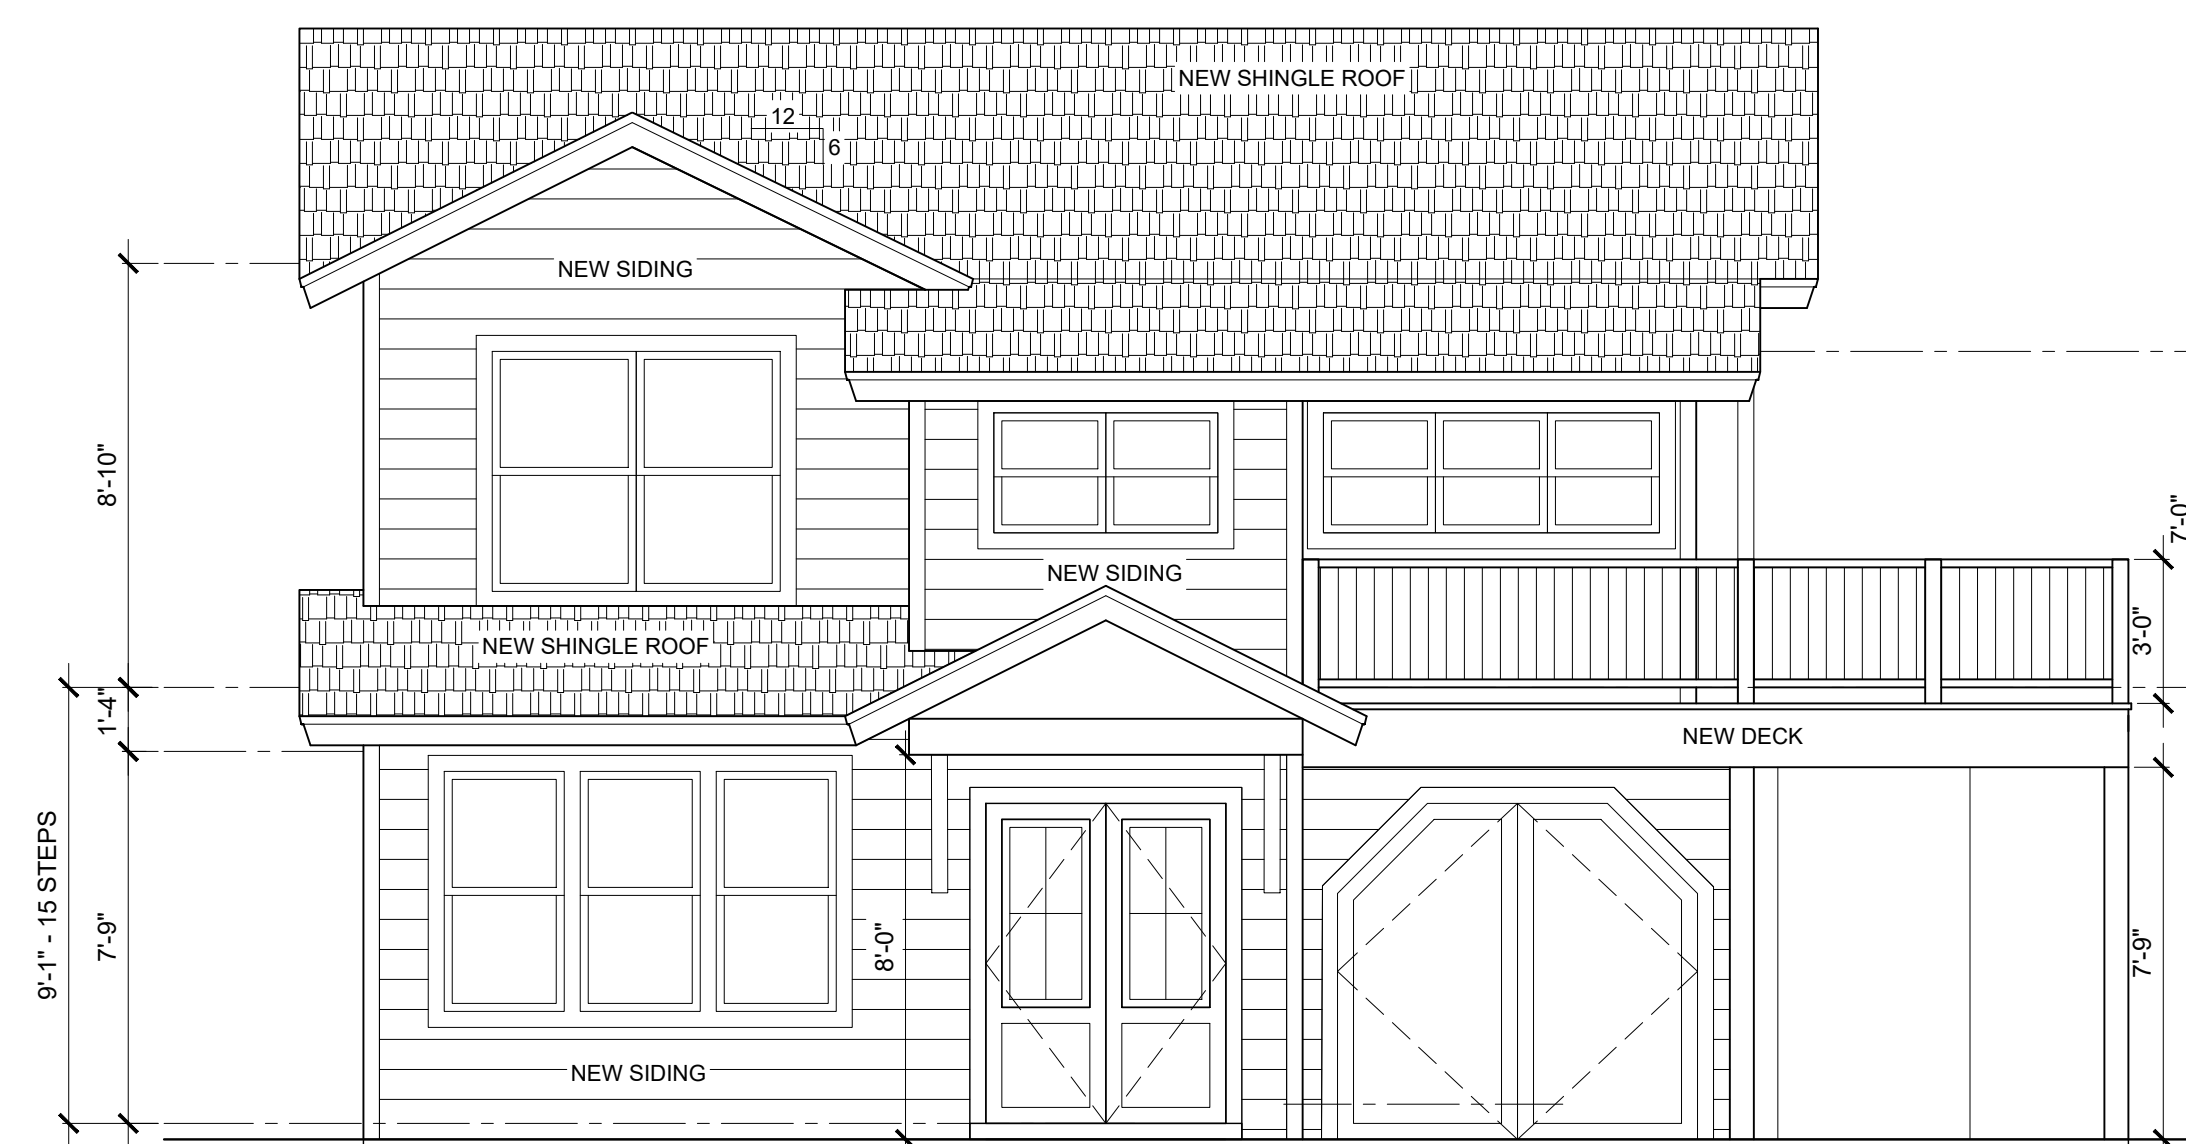 NEW SHINGLE ROOF
12
6
NEW SIDING
8'-10"
7'-0"
NEW SIDING
3'-0"
NEW SHINGLE ROOF
1'-4"
NEW DECK
9'-1" - 15 STEPS
7'-9"
8'-0"
7'-9"
NEW SIDING